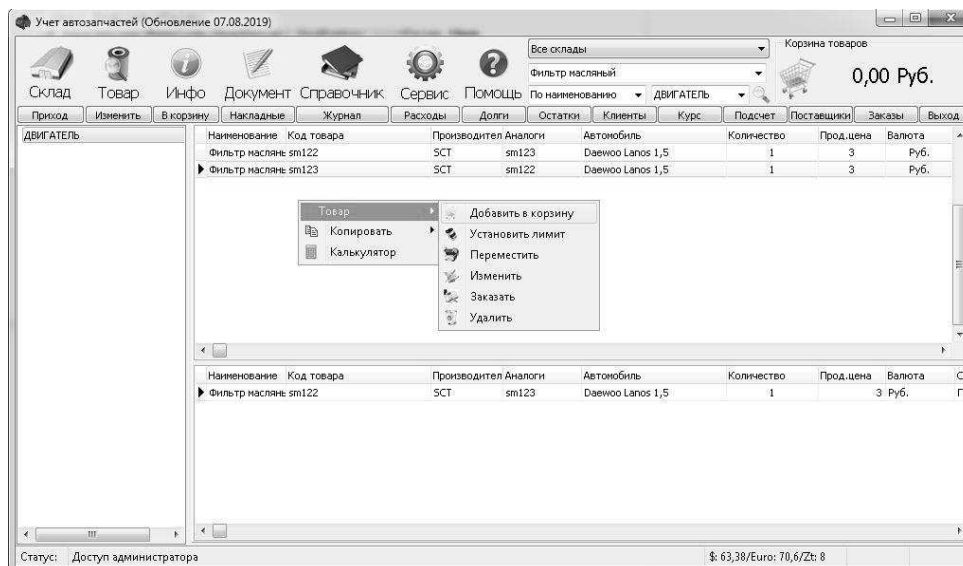 Учет автозапчастей (Обновление 07.08.2019)
Склад Товар Инфо Документ Справочник Сервис Помощь
Все склады
Фильтр масляный
По наименованию ДВИГАТЕЛЬ
Корзина товаров
0,00 Руб.
Приход Изменить В корзину Накладные Журнал Расходы Долги Остатки Клиенты Курс Подсчет Поставщики Заказы Выход
ДВИГАТЕЛЬ
Наименование Код товара Производител Аналоги Автомобиль Количество Прод.цена Валюта
Фильтр маслянь sm122 SCT sm123 Daewoo Lanos 1,5 1 3 Руб.
Фильтр маслянь sm123 SCT sm122 Daewoo Lanos 1,5 1 3 Руб.
Товар
Копировать
Калькулятор
Добавить в корзину
Установить лимит
Переместить
Изменить
Заказать
Удалить
Наименование Код товара Производител Аналоги Автомобиль Количество Прод.цена Валюта С
Фильтр маслянь sm122 SCT sm123 Daewoo Lanos 1,5 1 3 Руб.
Статус: Доступ администратора $: 63,38/Euro: 70,6/Zt: 8